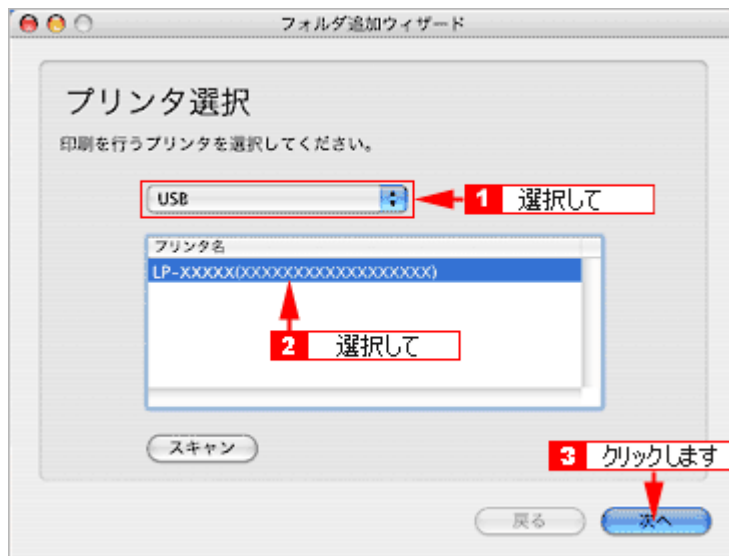 フォルダ追加ウィザード
プリンタ選択
印刷を行うプリンタを選択してください。
USB
1 選択して
プリンタ名
LP-XXXXX(XXXXXXXXXXXXXXXXXX)
2 選択して
スキャン
3 クリックします
戻る
次へ